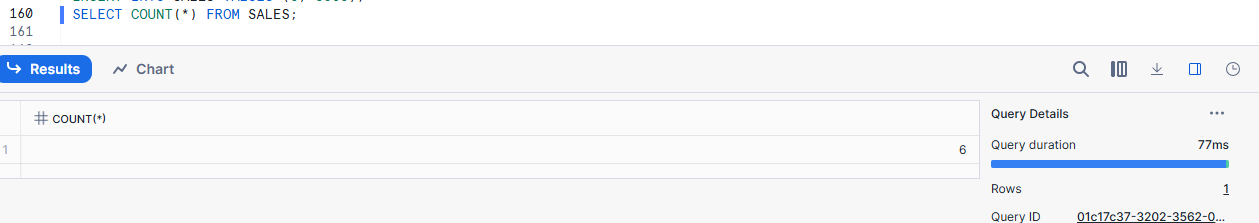 160 SELECT COUNT(*) FROM SALES;
161
Results Chart
COUNT(*)
1 6
Query Details ...
Query duration 77ms
Rows 1
Query ID 01c17c37-3202-3562-0...